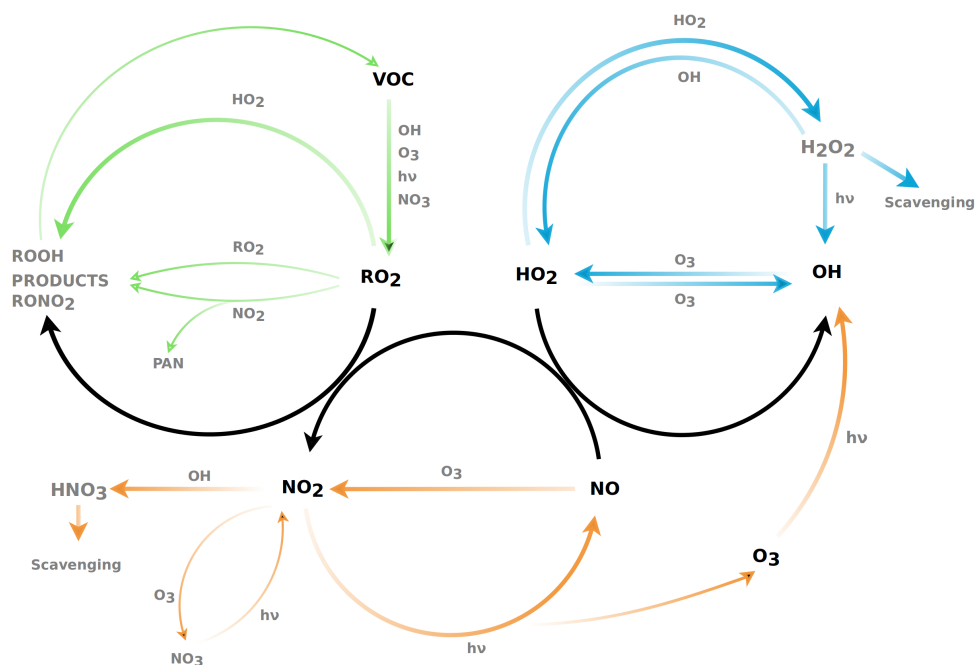 HO2
VOC
OH
HO2
OH
O3
hν
NO3
H2O2
hν
Scavenging
ROOH
PRODUCTS
RONO2
RO2
NO2
PAN
RO2
HO2
O3
O3
OH
HNO3
OH
NO2
O3
NO
hν
Scavenging
O3
hν
NO3
hν
O3